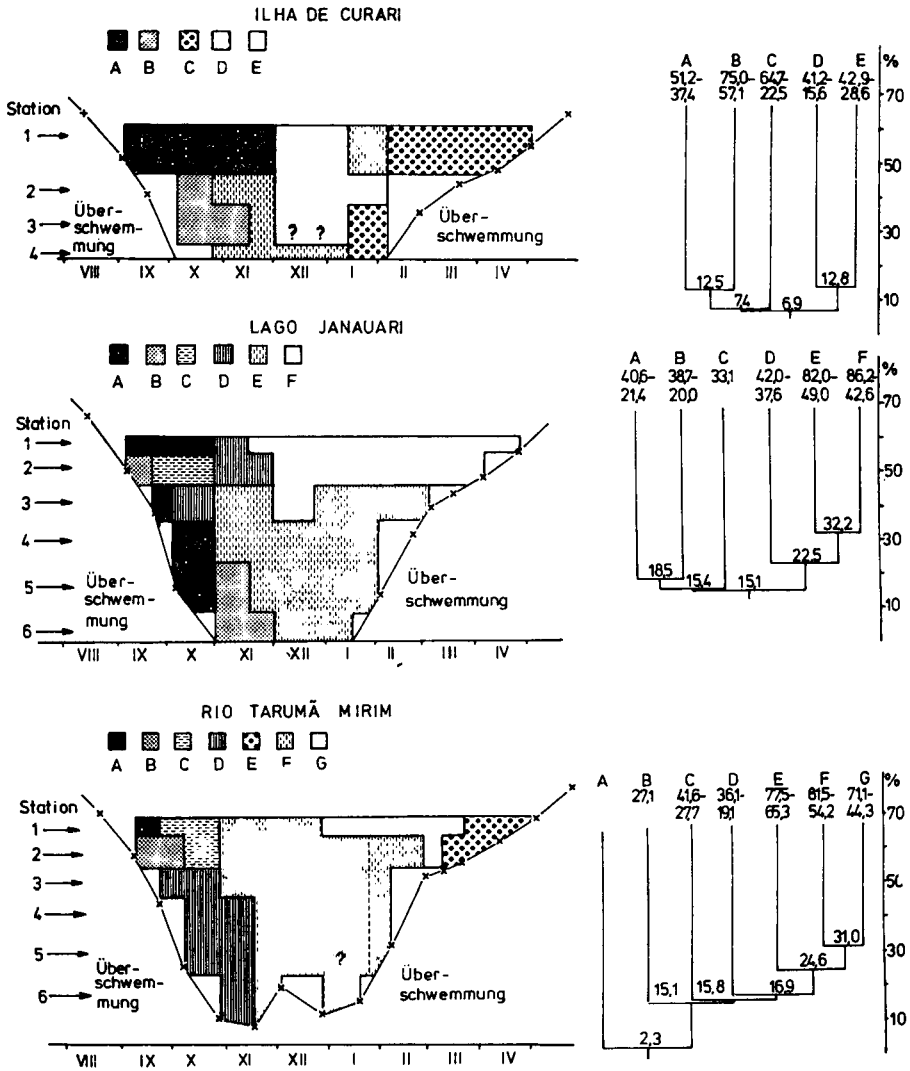 ILHA DE CURARI
A B C D E
Station
1
2
3
4
Über-
schwem-
mung
? ?
Über-
schwemmung
VIII IX X XI XII I II III IV
A B C D E %
51,2- 75,0- 64,7- 41,2- 42,9-
37,4 57,1 22,5 15,6 28,6
70
50
30
10
12,5 7,4 6,9 12,8
LAGO JANAUARI
A B C D E F
Station
1
2
3
4
5
6
Über-
schwem-
mung
Über-
schwemmung
VIII IX X XI XII I II III IV
A B C D E F %
40,6- 38,7- 33,1 42,0- 82,0- 86,2-
21,4 20,0 37,6 49,0 42,6
70
50
30
10
18,5 15,4 15,1 22,5 32,2
RIO TARUMÃ MIRIM
A B C D E F G
Station
1
2
3
4
5
6
Über-
schwem-
mung
?
Über-
schwemmung
VIII IX X XI XII I II III IV
A B C D E F G %
27,1 41,6- 36,1- 77,5- 81,5- 71,1-
27,7 19,1 65,3 54,2 44,3
70
50
30
10
2,3 15,1 15,8 16,9 24,6 31,0